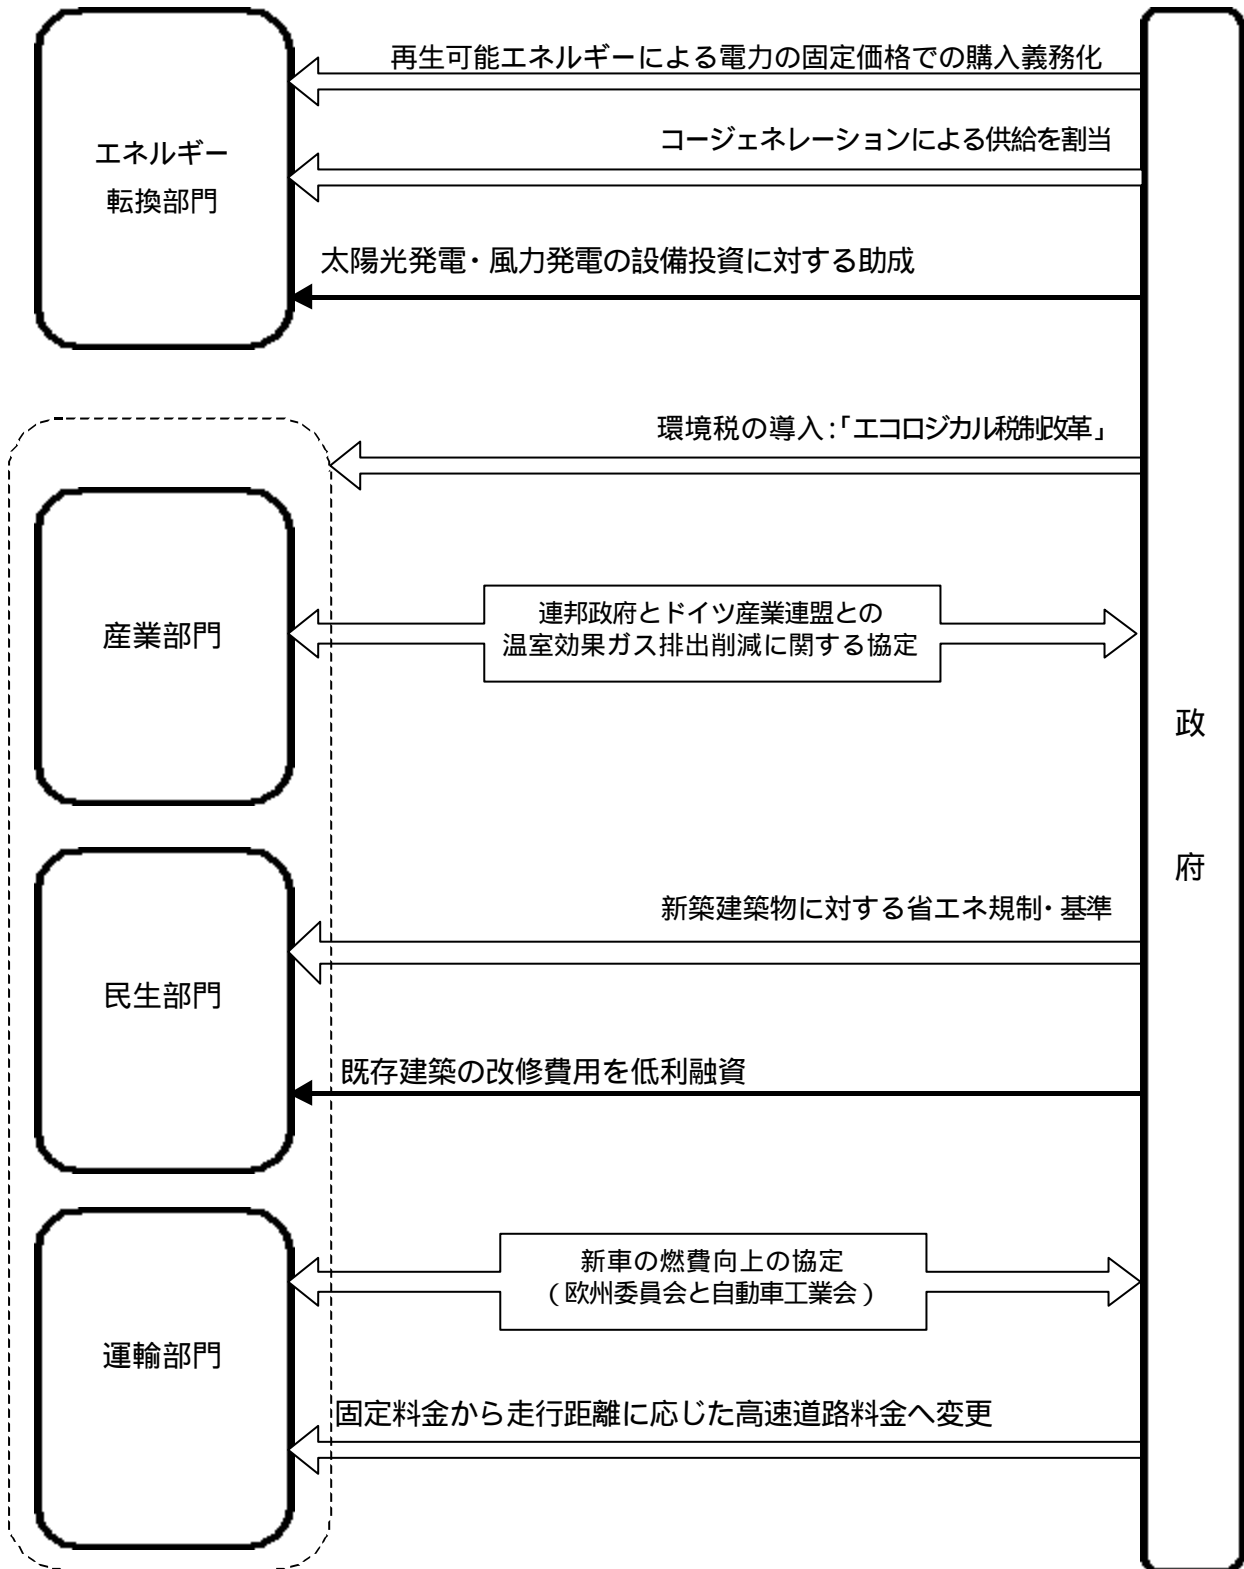 再生可能エネルギーによる電力の固定価格での購入義務化
コージェネレーションによる供給を割当
エネルギー
転換部門
太陽光発電・風力発電の設備投資に対する助成
環境税の導入:「エコロジカル税制改革」
産業部門
連邦政府とドイツ産業連盟との
温室効果ガス排出削減に関する協定
政
府
新築建築物に対する省エネ規制・基準
民生部門
既存建築の改修費用を低利融資
新車の燃費向上の協定
(欧州委員会と自動車工業会)
運輸部門
固定料金から走行距離に応じた高速道路料金へ変更